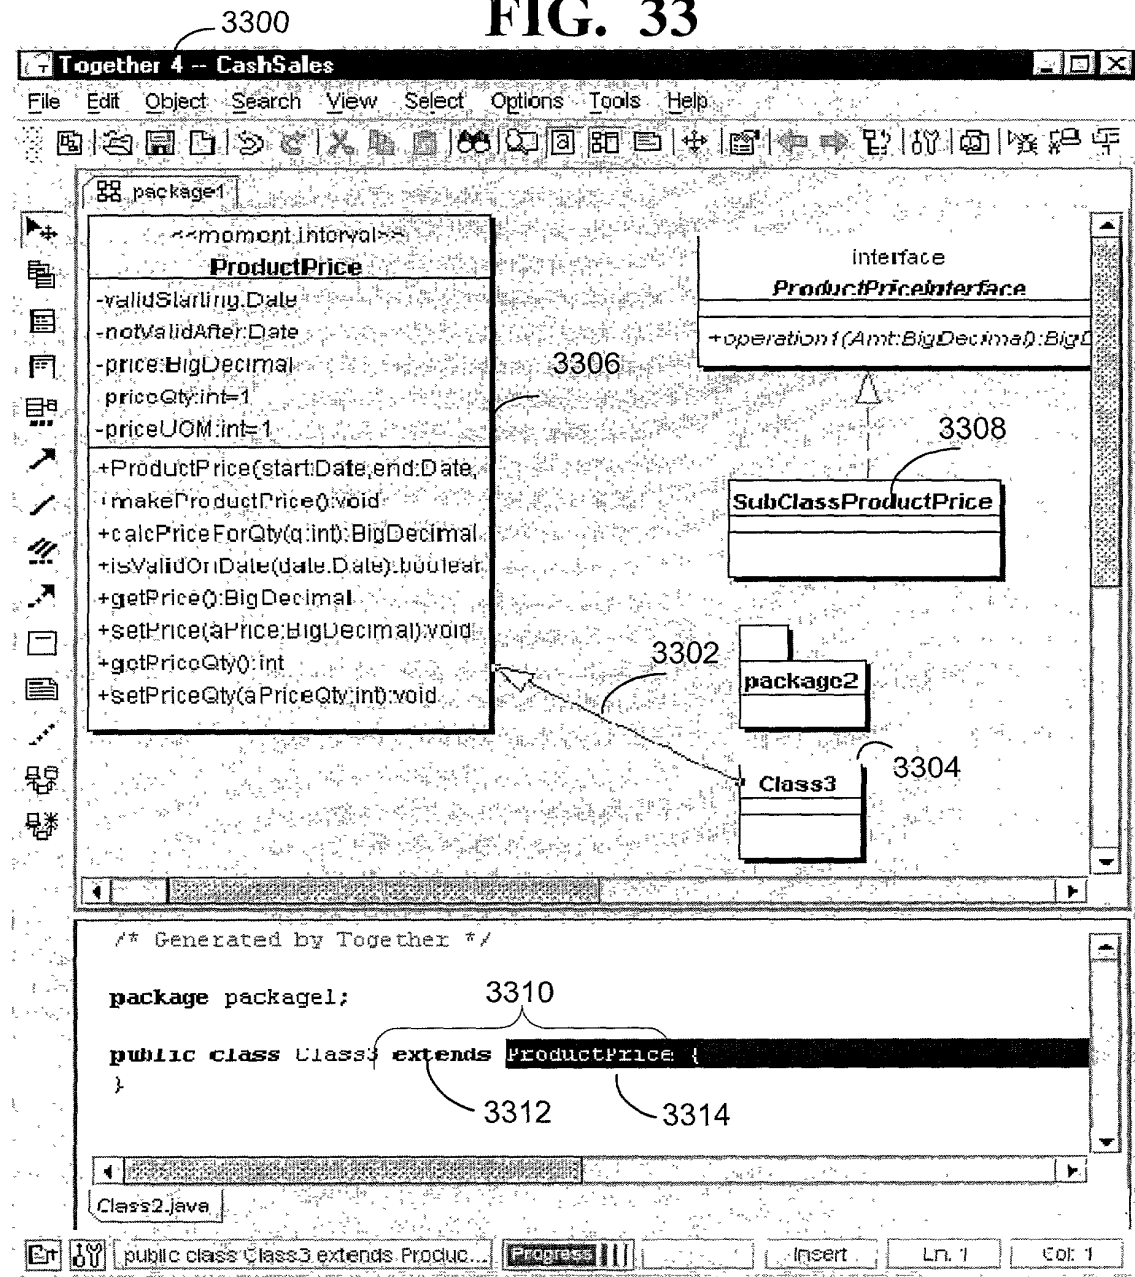 FIG. 33
3300
Together 4 -- CashSales
File Edit Object Search View Select Options Tools Help
package1
<<moment interval>>
ProductPrice
-validStarting:Date
-notValidAfter:Date
-price:BigDecimal
priceQty:int=1
-priceUOM:int=1
+ProductPrice(start:Date,end:Date,
+makeProductPrice():void
+calcPriceForQty(q:int):BigDecimal
+isValidOnDate(date:Date):boolear
+getPrice():BigDecimal
+setPrice(aPrice:BigDecimal):void
+getPriceQty():int
+setPriceQty(aPriceQty:int):void
3306
interface
ProductPriceInterface
+operation1(Amt:BigDecimal):BigD
3308
SubClassProductPrice
3302
package2
3304
Class3
/* Generated by Together */
package package1;
3310
public class Class3 extends ProductPrice {
}
3312
3314
Class2.java
public class Class3 extends Produc... Progress Insert Ln: 1 Col: 1